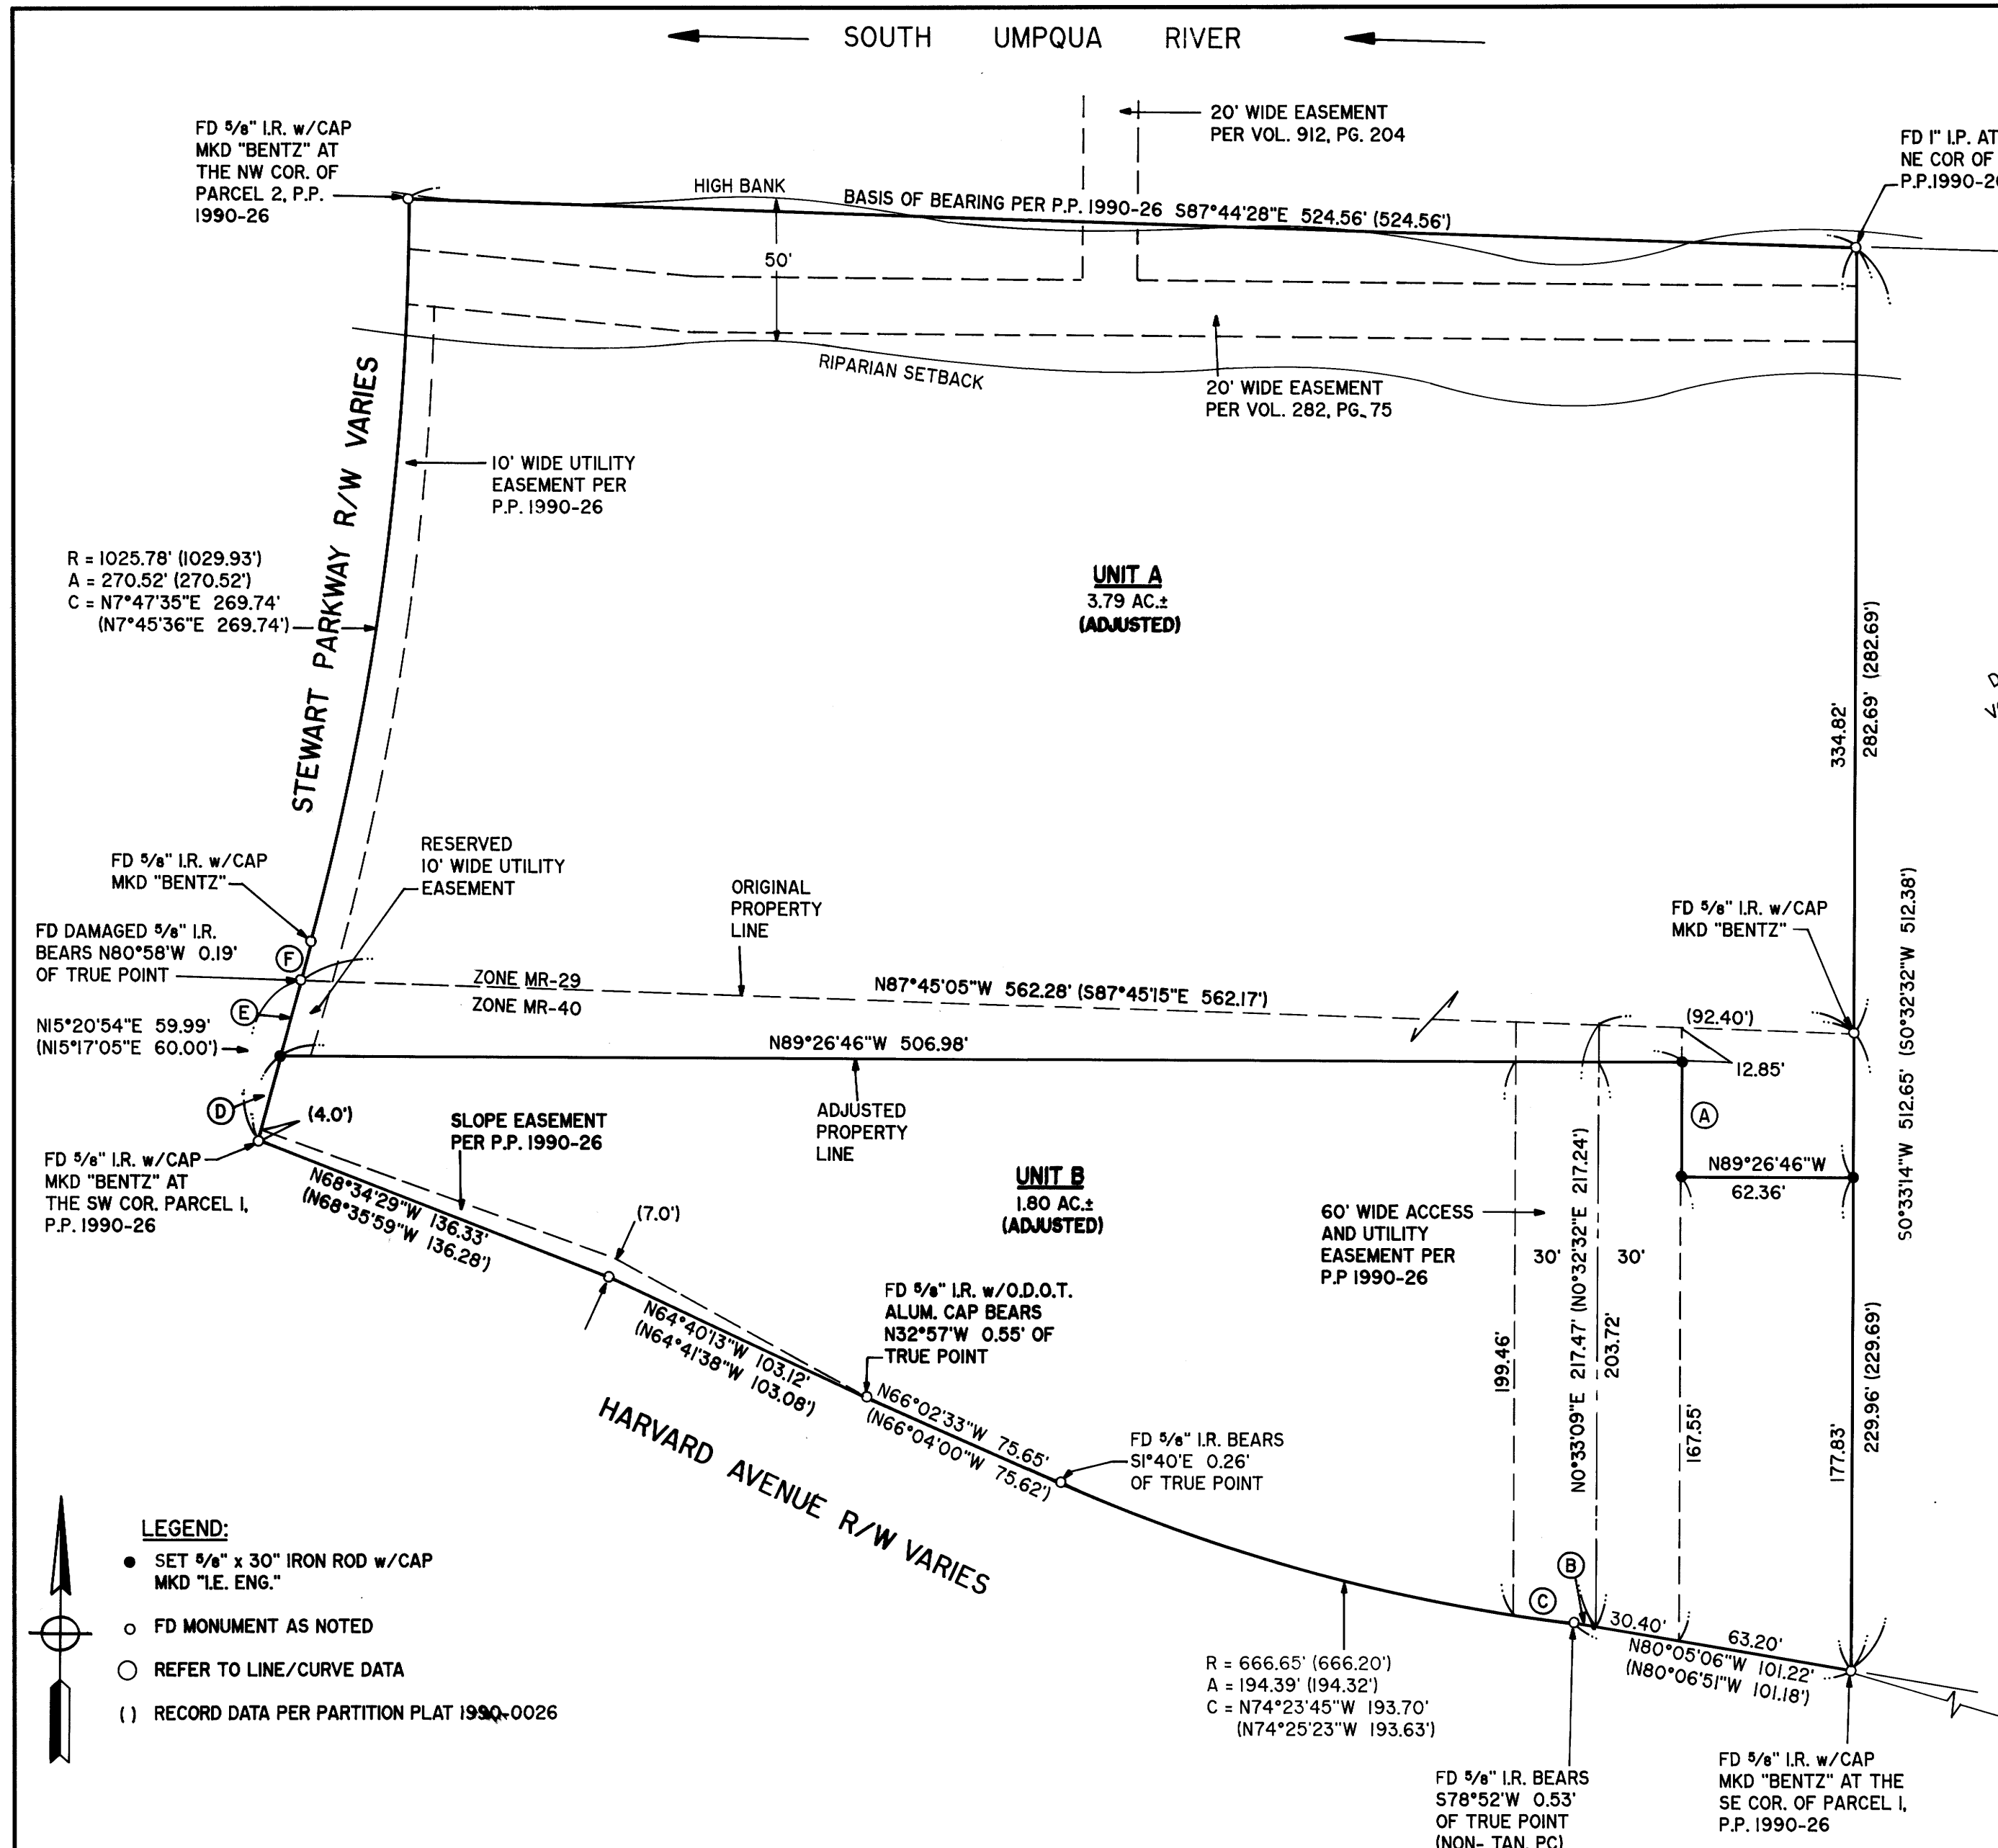 SOUTH UMPQUA RIVER
20' WIDE EASEMENT
PER VOL. 912, PG. 204
FD 5/8" I.R. w/CAP
MKD "BENTZ" AT
THE NW COR. OF
PARCEL 2, P.P.
1990-26
FD 1" I.P. AT
NE COR OF
P.P.1990-26
HIGH BANK
BASIS OF BEARING PER P.P. 1990-26 S87°44'28"E 524.56' (524.56')
50'
RIPARIAN SETBACK
20' WIDE EASEMENT
PER VOL. 282, PG. 75
STEWART PARKWAY R/W VARIES
10' WIDE UTILITY
EASEMENT PER
P.P. 1990-26
R = 1025.78' (1029.93')
A = 270.52' (270.52')
C = N7°47'35"E 269.74'
(N7°45'36"E 269.74')
UNIT A
3.79 AC.±
(ADJUSTED)
334.82'
282.69' (282.69')
FD 5/8" I.R. w/CAP
MKD "BENTZ"
RESERVED
10' WIDE UTILITY
EASEMENT
ORIGINAL
PROPERTY
LINE
FD 5/8" I.R. w/CAP
MKD "BENTZ"
S0°33'14"W 512.65' (S0°32'32"W 512.38')
FD DAMAGED 5/8" I.R.
BEARS N80°58'W 0.19'
OF TRUE POINT
F
E
ZONE MR-29
ZONE MR-40
N87°45'05"W 562.28' (S87°45'15"E 562.17')
(92.40')
N15°20'54"E 59.99'
(N15°17'05"E 60.00')
N89°26'46"W 506.98'
12.85'
D
(4.0')
SLOPE EASEMENT
PER P.P. 1990-26
ADJUSTED
PROPERTY
LINE
A
FD 5/8" I.R. w/CAP
MKD "BENTZ" AT
THE SW COR. PARCEL 1,
P.P. 1990-26
N89°26'46"W
62.36'
UNIT B
1.80 AC.±
(ADJUSTED)
N68°34'29"W 136.33'
(N68°35'59"W 136.28')
(7.0')
60' WIDE ACCESS
AND UTILITY
EASEMENT PER
P.P 1990-26
30'
30'
N0°33'09"E 217.47' (N0°32'32"E 217.24')
203.72'
199.46'
167.55'
177.83'
229.96' (229.69')
FD 5/8" I.R. w/O.D.O.T.
ALUM. CAP BEARS
N32°57'W 0.55' OF
TRUE POINT
N64°40'13"W 103.12'
(N64°41'38"W 103.08')
N66°02'33"W 75.65'
(N66°04'00"W 75.62')
FD 5/8" I.R. BEARS
S1°40'E 0.26'
OF TRUE POINT
HARVARD AVENUE R/W VARIES
LEGEND:
SET 5/8" x 30" IRON ROD w/CAP
MKD "I.E. ENG."
FD MONUMENT AS NOTED
REFER TO LINE/CURVE DATA
( ) RECORD DATA PER PARTITION PLAT 1990-0026
B
C
30.40'
63.20'
N80°05'06"W 101.22'
(N80°06'51"W 101.18')
R = 666.65' (666.20')
A = 194.39' (194.32')
C = N74°23'45"W 193.70'
(N74°25'23"W 193.63')
FD 5/8" I.R. BEARS
S78°52'W 0.53'
OF TRUE POINT
(NON- TAN. PC)
FD 5/8" I.R. w/CAP
MKD "BENTZ" AT THE
SE COR. OF PARCEL 1,
P.P. 1990-26